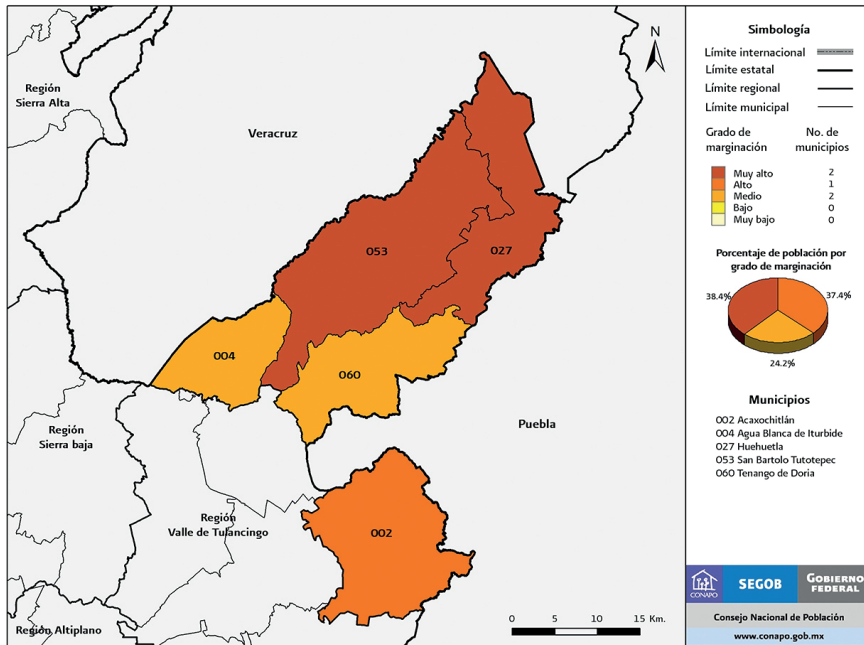 Región
Sierra Alta
Veracruz
053
027
004
060
Región
Sierra baja
Puebla
Región
Valle de Tulancingo
002
Región Altiplano
0 5 10 15 Km.
N
Simbología
Límite internacional
Límite estatal
Límite regional
Límite municipal
Grado de marginación
No. de municipios
Muy alto 2
Alto 1
Medio 2
Bajo 0
Muy bajo 0
Porcentaje de población por
grado de marginación
38.4%
37.4%
24.2%
Municipios
002 Acaxochitlán
004 Agua Blanca de Iturbide
027 Huehuetla
053 San Bartolo Tutotepec
060 Tenango de Doria
CONAPO
SEGOB
GOBIERNO
FEDERAL
Consejo Nacional de Población
www.conapo.gob.mx